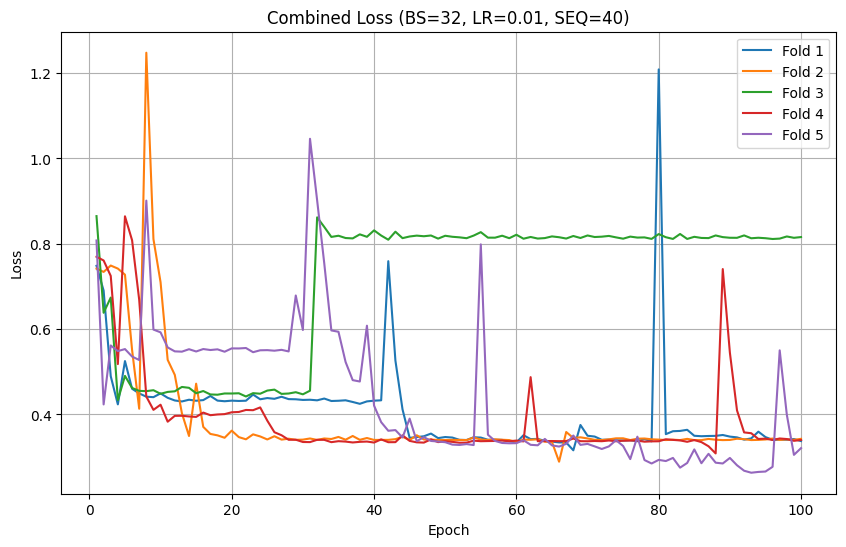 Combined Loss (BS=32, LR=0.01, SEQ=40)
Fold 1
Fold 2
Fold 3
Fold 4
Fold 5
Loss
1.2
1.0
0.8
0.6
0.4
0
20
40
60
80
100
Epoch